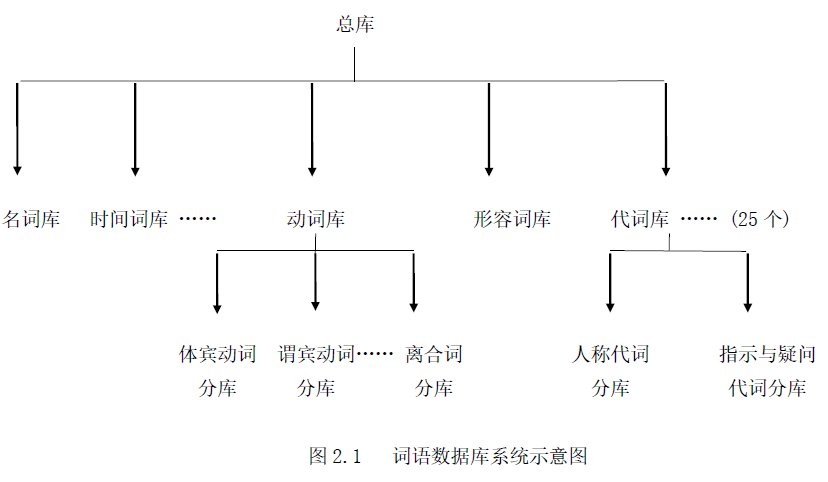 总库
名词库 时间词库 …… 动词库 形容词库 代词库 …… (25 个)
体宾动词 谓宾动词…… 离合词 人称代词 指示与疑问
分库 分库 分库 分库 代词分库
图 2.1 词语数据库系统示意图